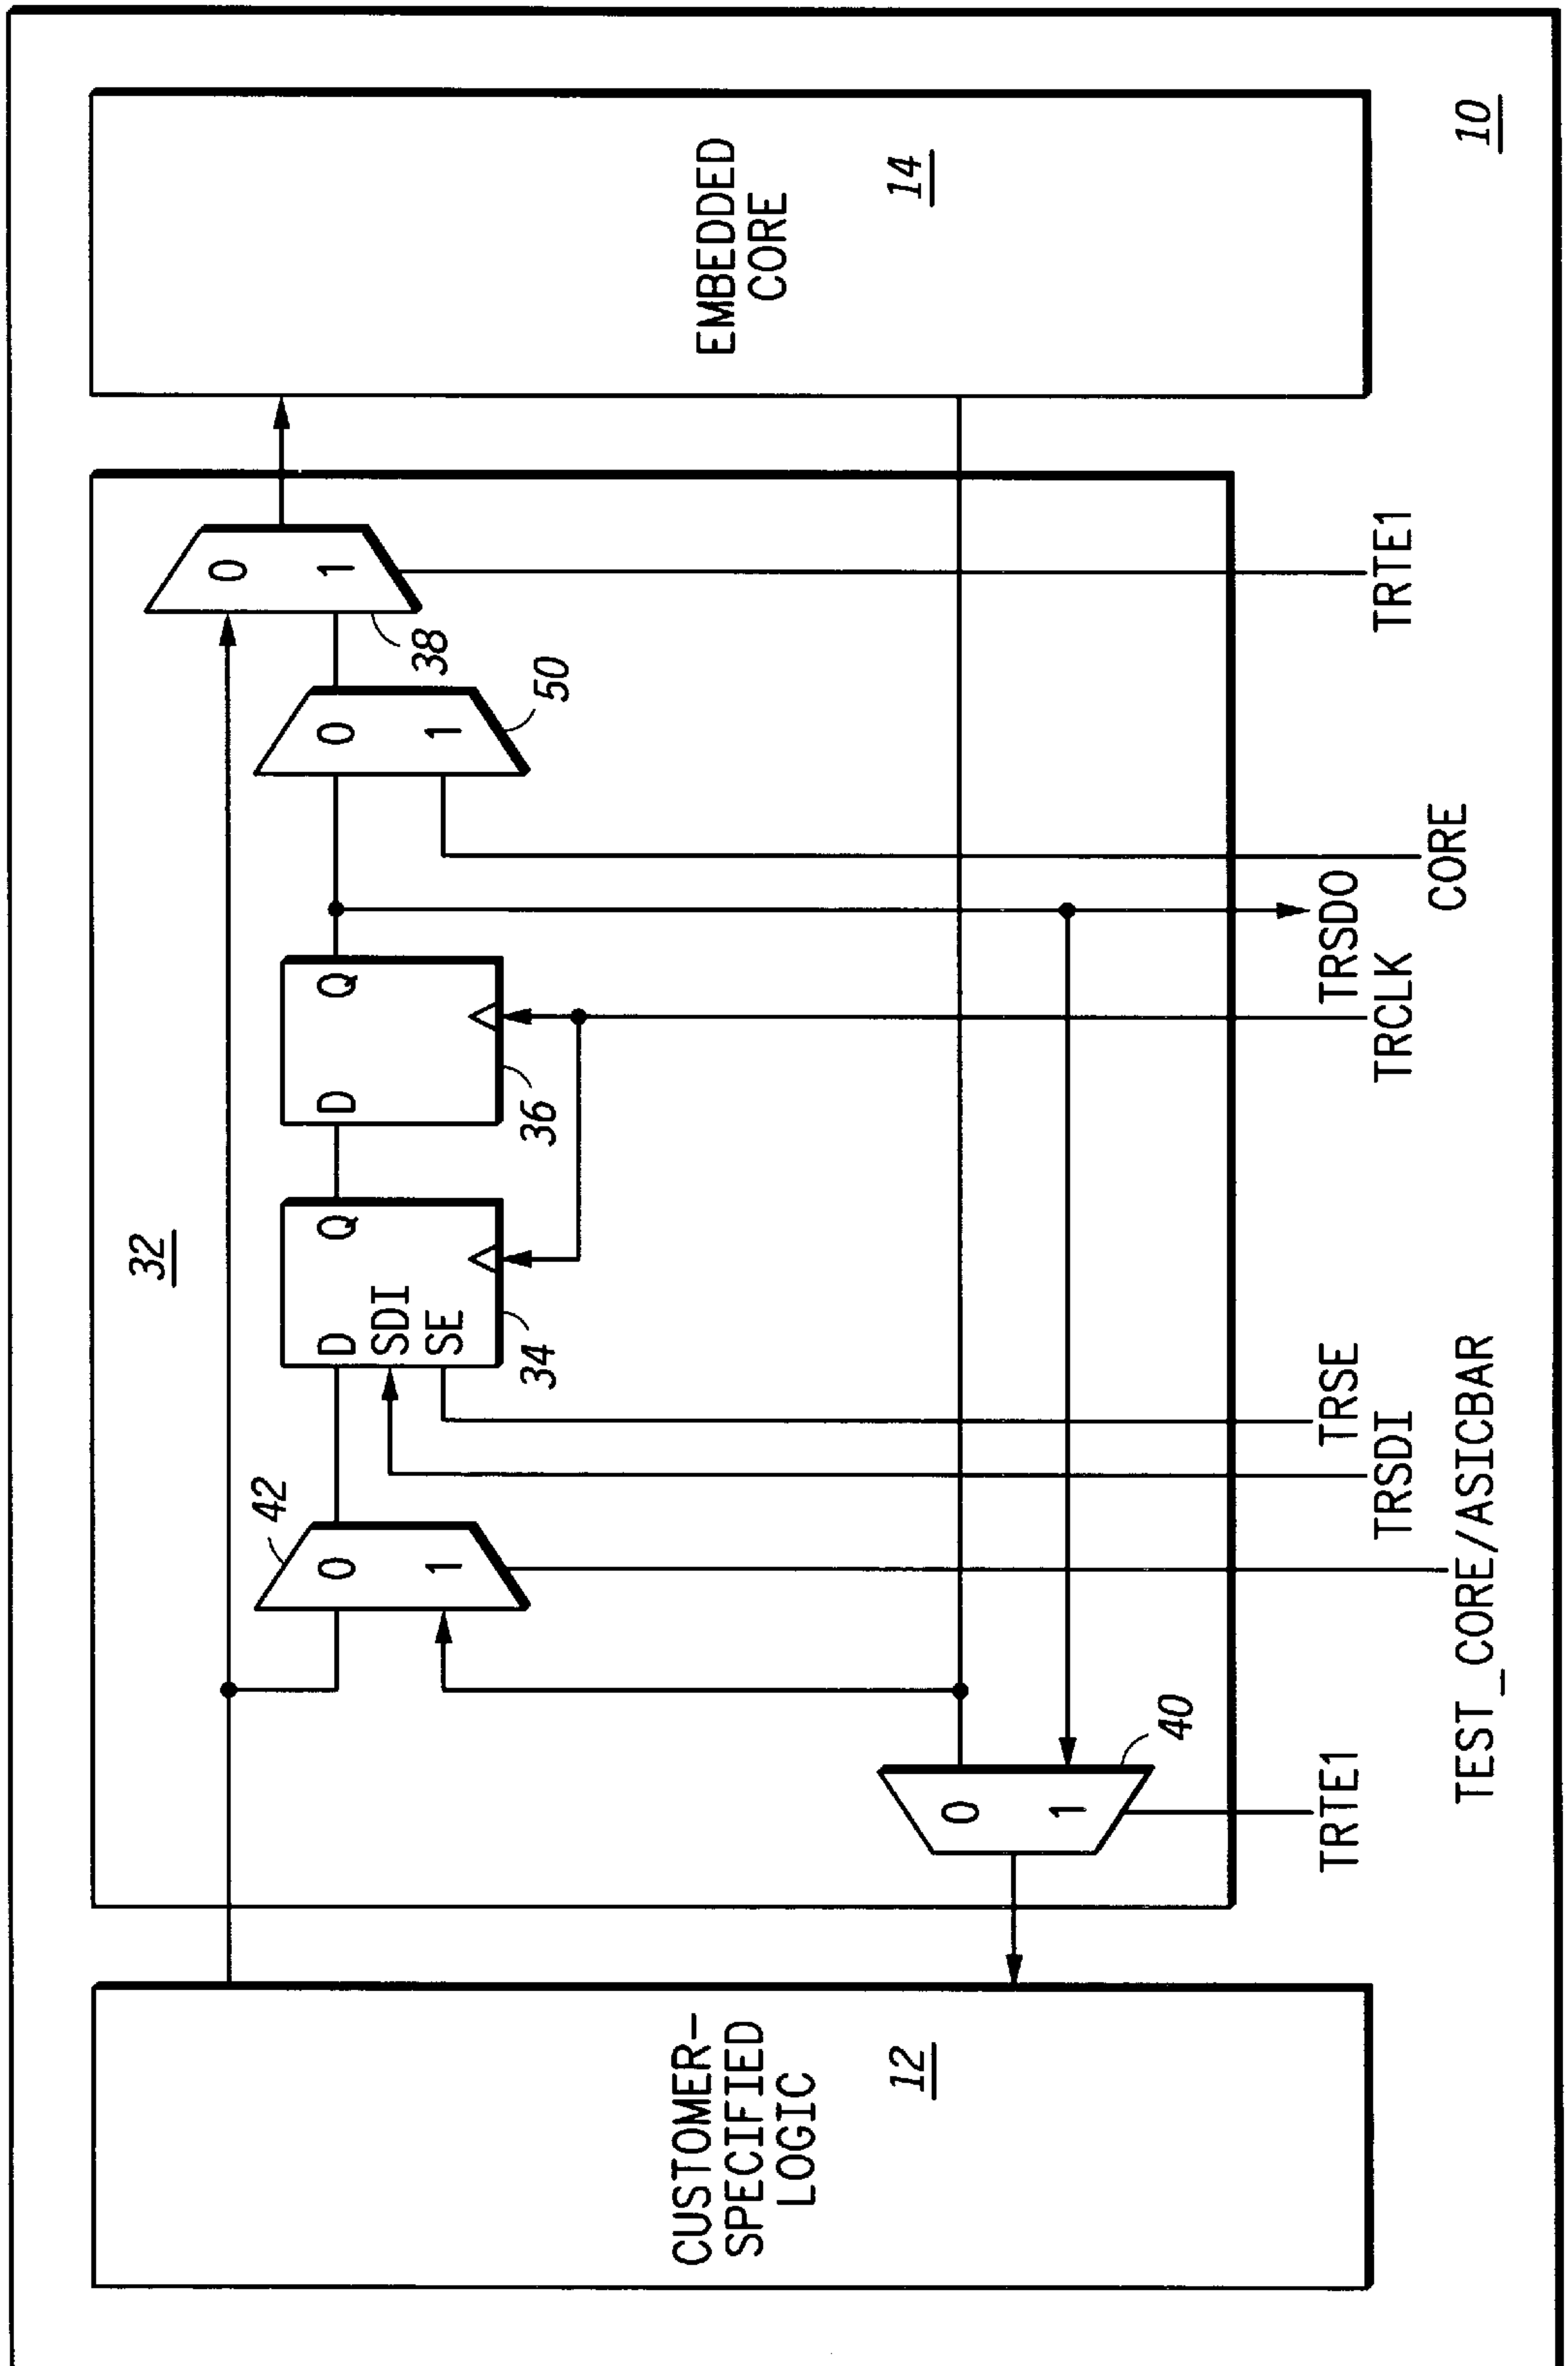 32
0
1
38
0
1
50
D
Q
36
D
Q
SDI
SE
34
42
0
1
0
1
40
CUSTOMER-
SPECIFIED
LOGIC
12
EMBEDDED
CORE
14
TRTE1
TEST_CORE/ASICBAR
TRSDI
TRSE
TRCLK
TRSDO
CORE
TRTE1
10